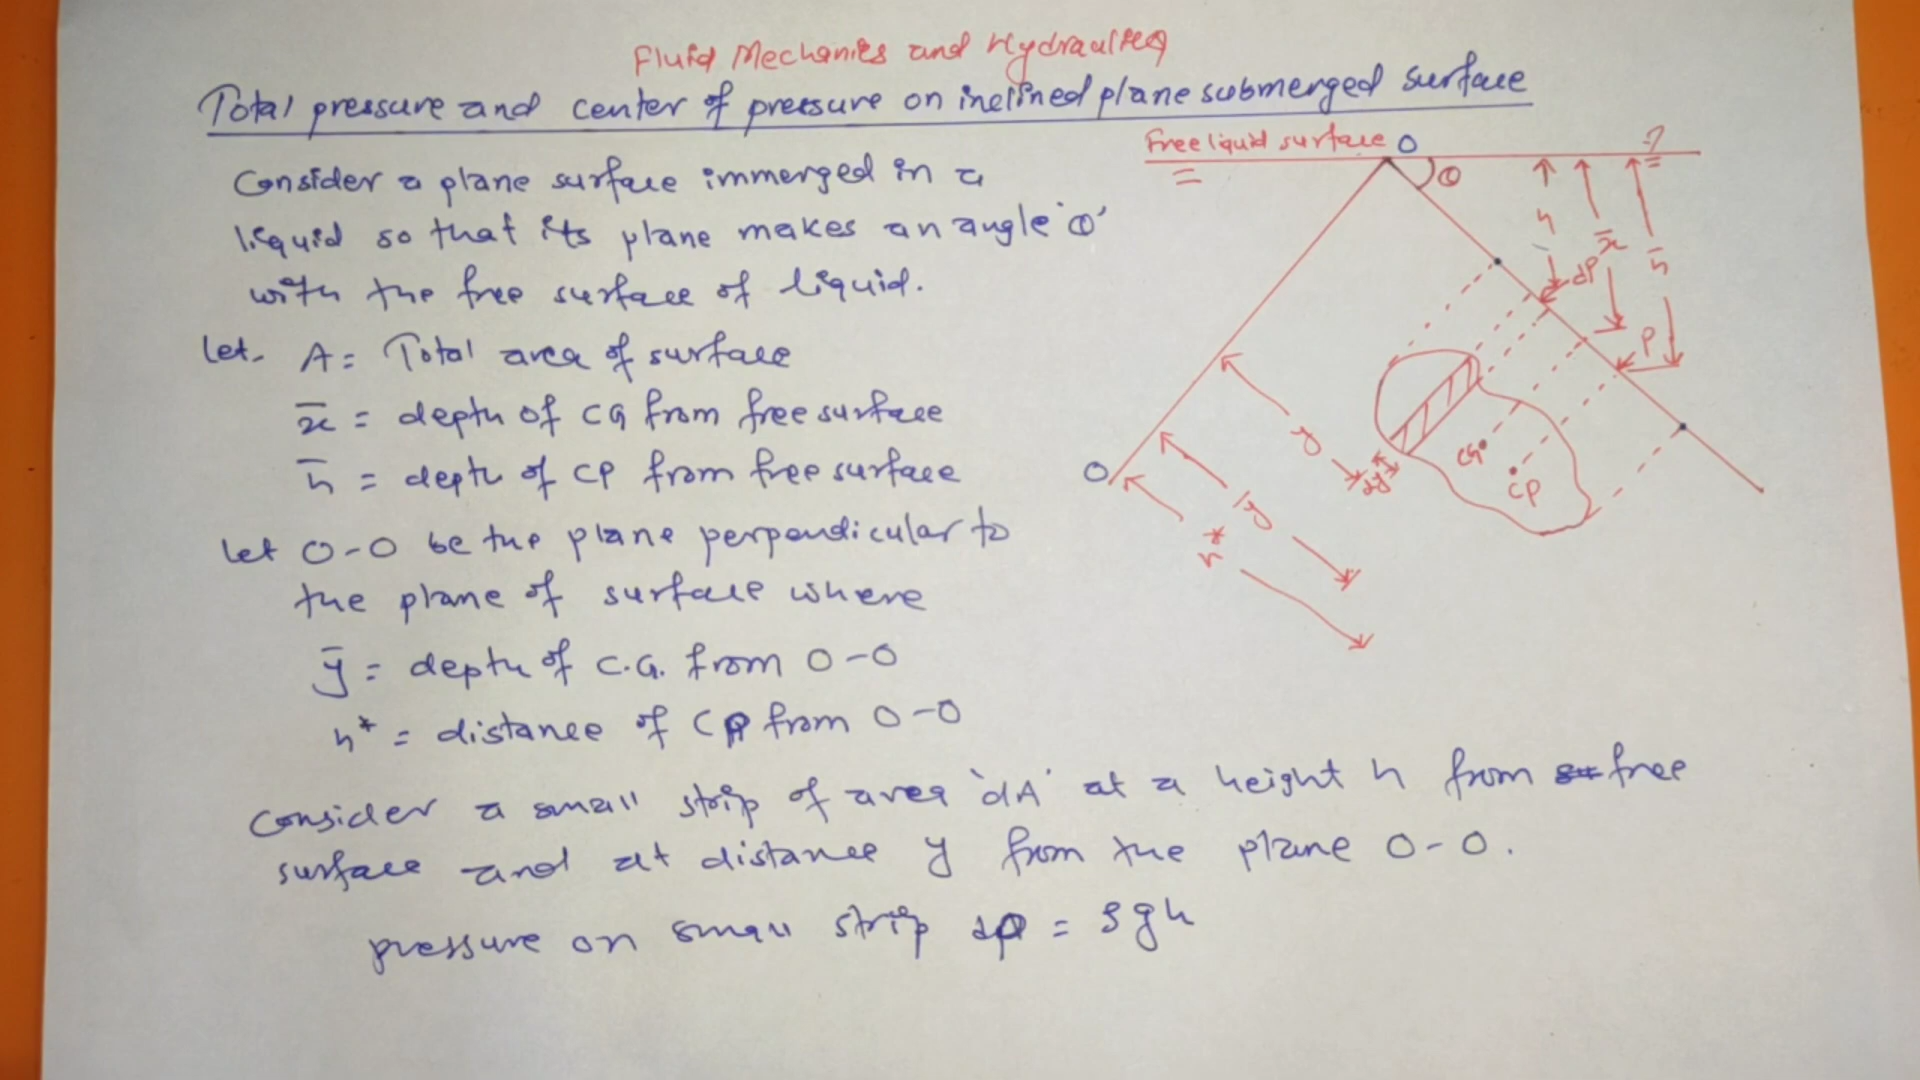 Fluid Mechanics and Hydraulics
Total pressure and center of pressure on inclined plane submerged surface
Free liquid surface O
Consider a plane surface immerged in a
liquid so that its plane makes an angle 'θ'
with the free surface of liquid.
Let- A = Total area of surface
x̄ = depth of CG from free surface
h̄ = depth of CP from free surface
Let O-O be the plane perpendicular to
the plane of surface where
ȳ = depth of C.G. from O-O
h* = distance of CP from O-O
Consider a small strip of area 'dA' at a height h from free
surface and at distance y from the plane O-O.
pressure on small strip dp = ρgh
θ
h
x̄
h̄
dP
P
y
dy
CG
CP
O
ȳ
h*